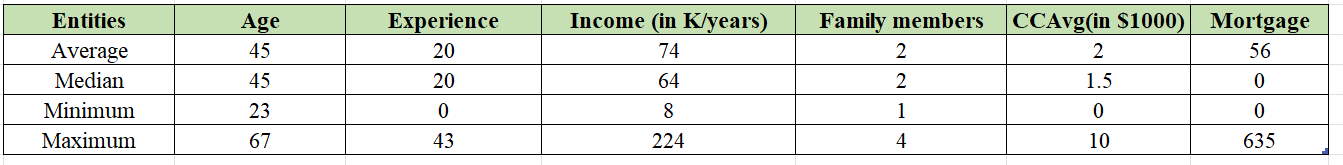 Entities Age Experience Income (in K/years) Family members CCAvg(in $1000) Mortgage
Average 45 20 74 2 2 56
Median 45 20 64 2 1.5 0
Minimum 23 0 8 1 0 0
Maximum 67 43 224 4 10 635